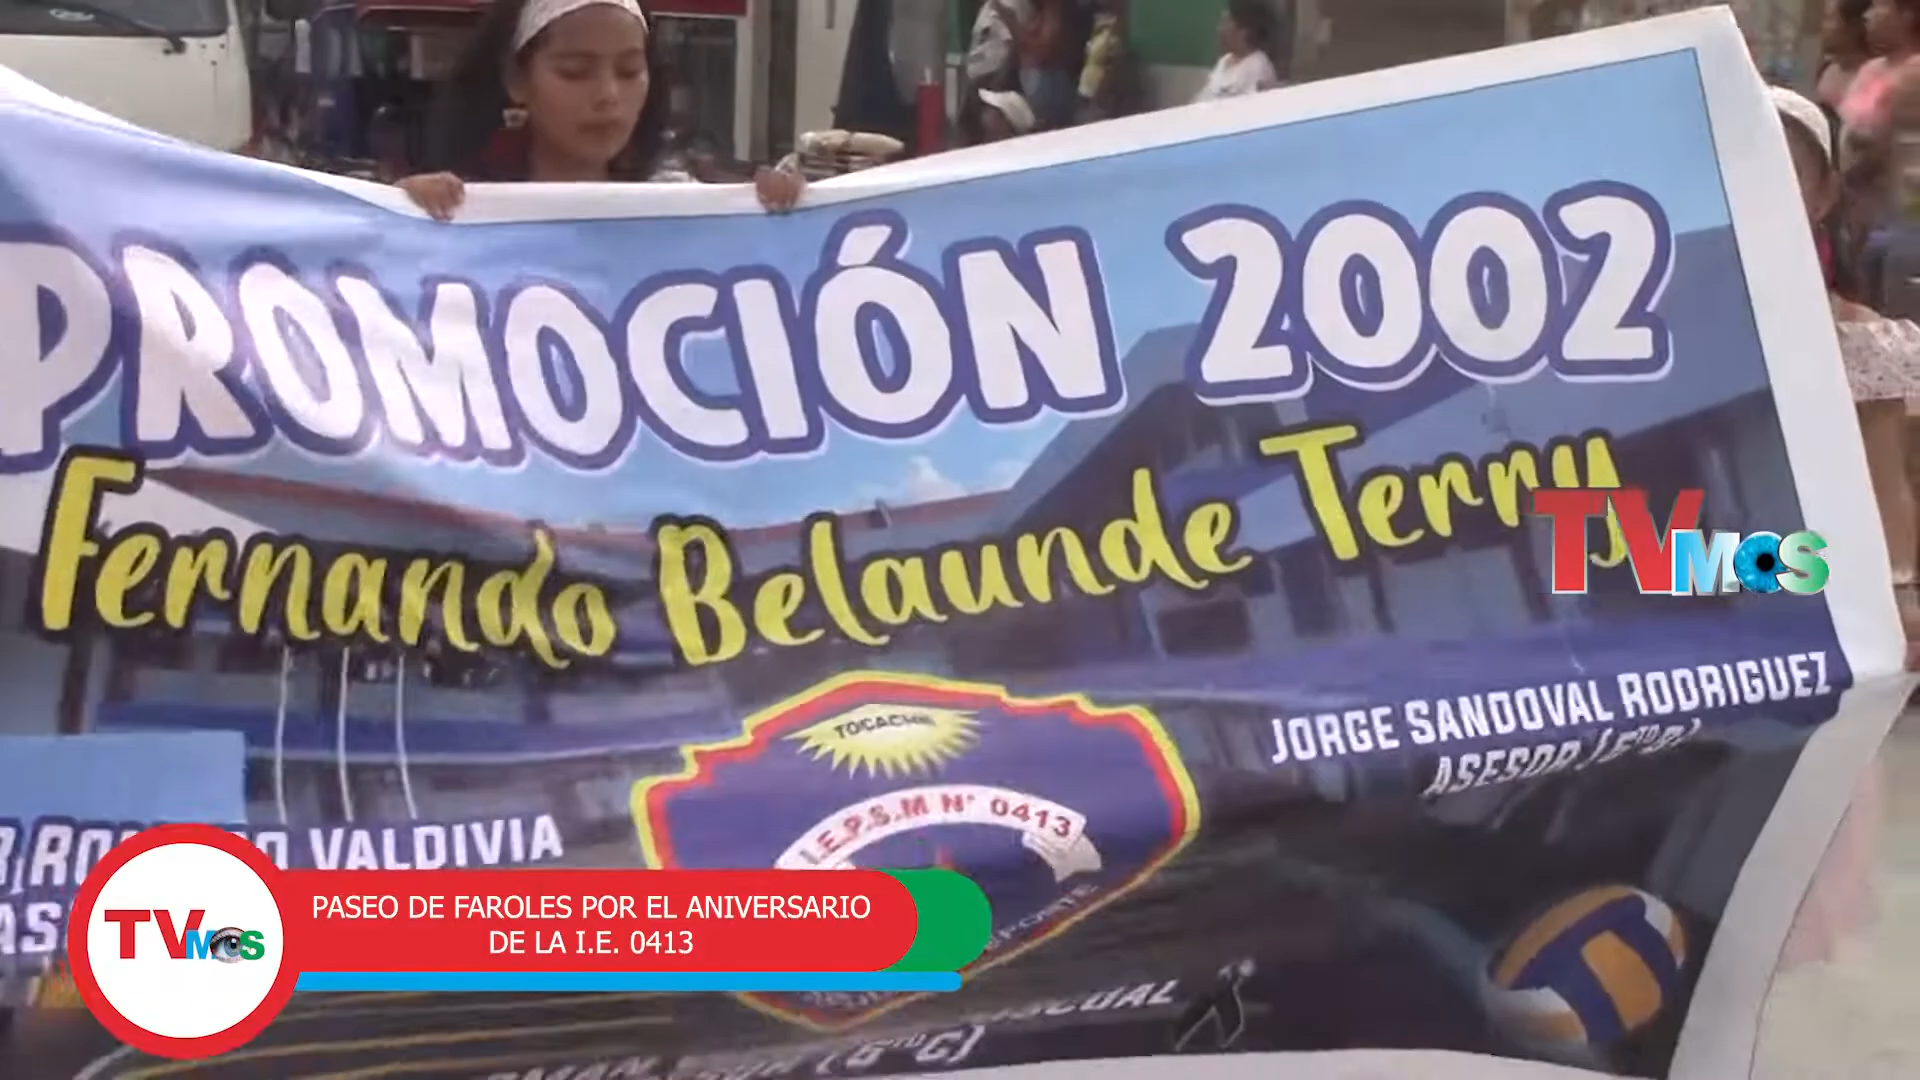 PROMOCIÓN 2002
Fernando Belaunde Terry
TVMOS
JORGE SANDOVAL RODRIGUEZ
ASESOR
TOCACHE
I.E.P.S.M N° 0413
VALDIVIA
TVMOS
PASEO DE FAROLES POR EL ANIVERSARIO
DE LA I.E. 0413